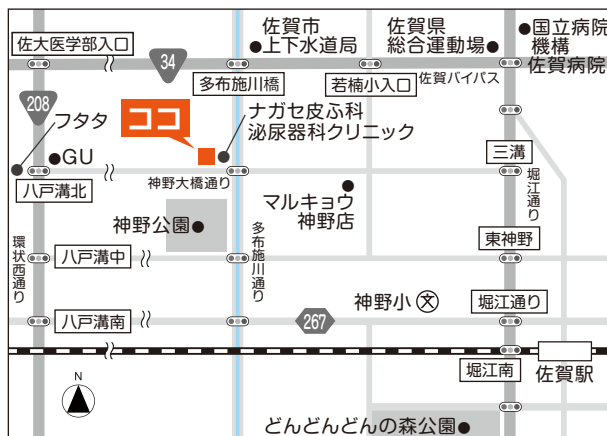 佐賀市
上下水道局
佐賀県
総合運動場
国立病院
機構
佐賀病院
佐大医学部入口
34
多布施川橋
若楠小入口
佐賀バイパス
208
フタタ
ココ
ナガセ皮ふ科
泌尿器科クリニック
GU
三溝
八戸溝北
神野大橋通り
マルキョウ
神野店
堀江通り
神野公園
多布施川通り
環状西通り
八戸溝中
東神野
神野小
文
八戸溝南
267
堀江通り
堀江南
佐賀駅
N
どんどんどんの森公園